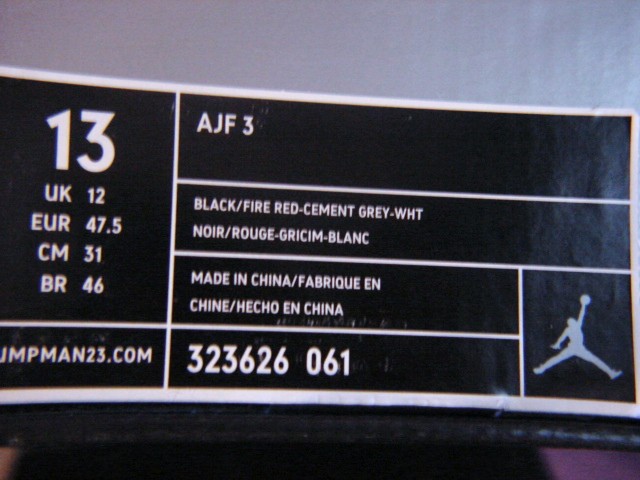 13
UK 12
EUR 47.5
CM 31
BR 46
JMPMAN23.COM
AJF 3
BLACK/FIRE RED-CEMENT GREY-WHT
NOIR/ROUGE-GRICIM-BLANC
MADE IN CHINA/FABRIQUE EN
CHINE/HECHO EN CHINA
323626 061